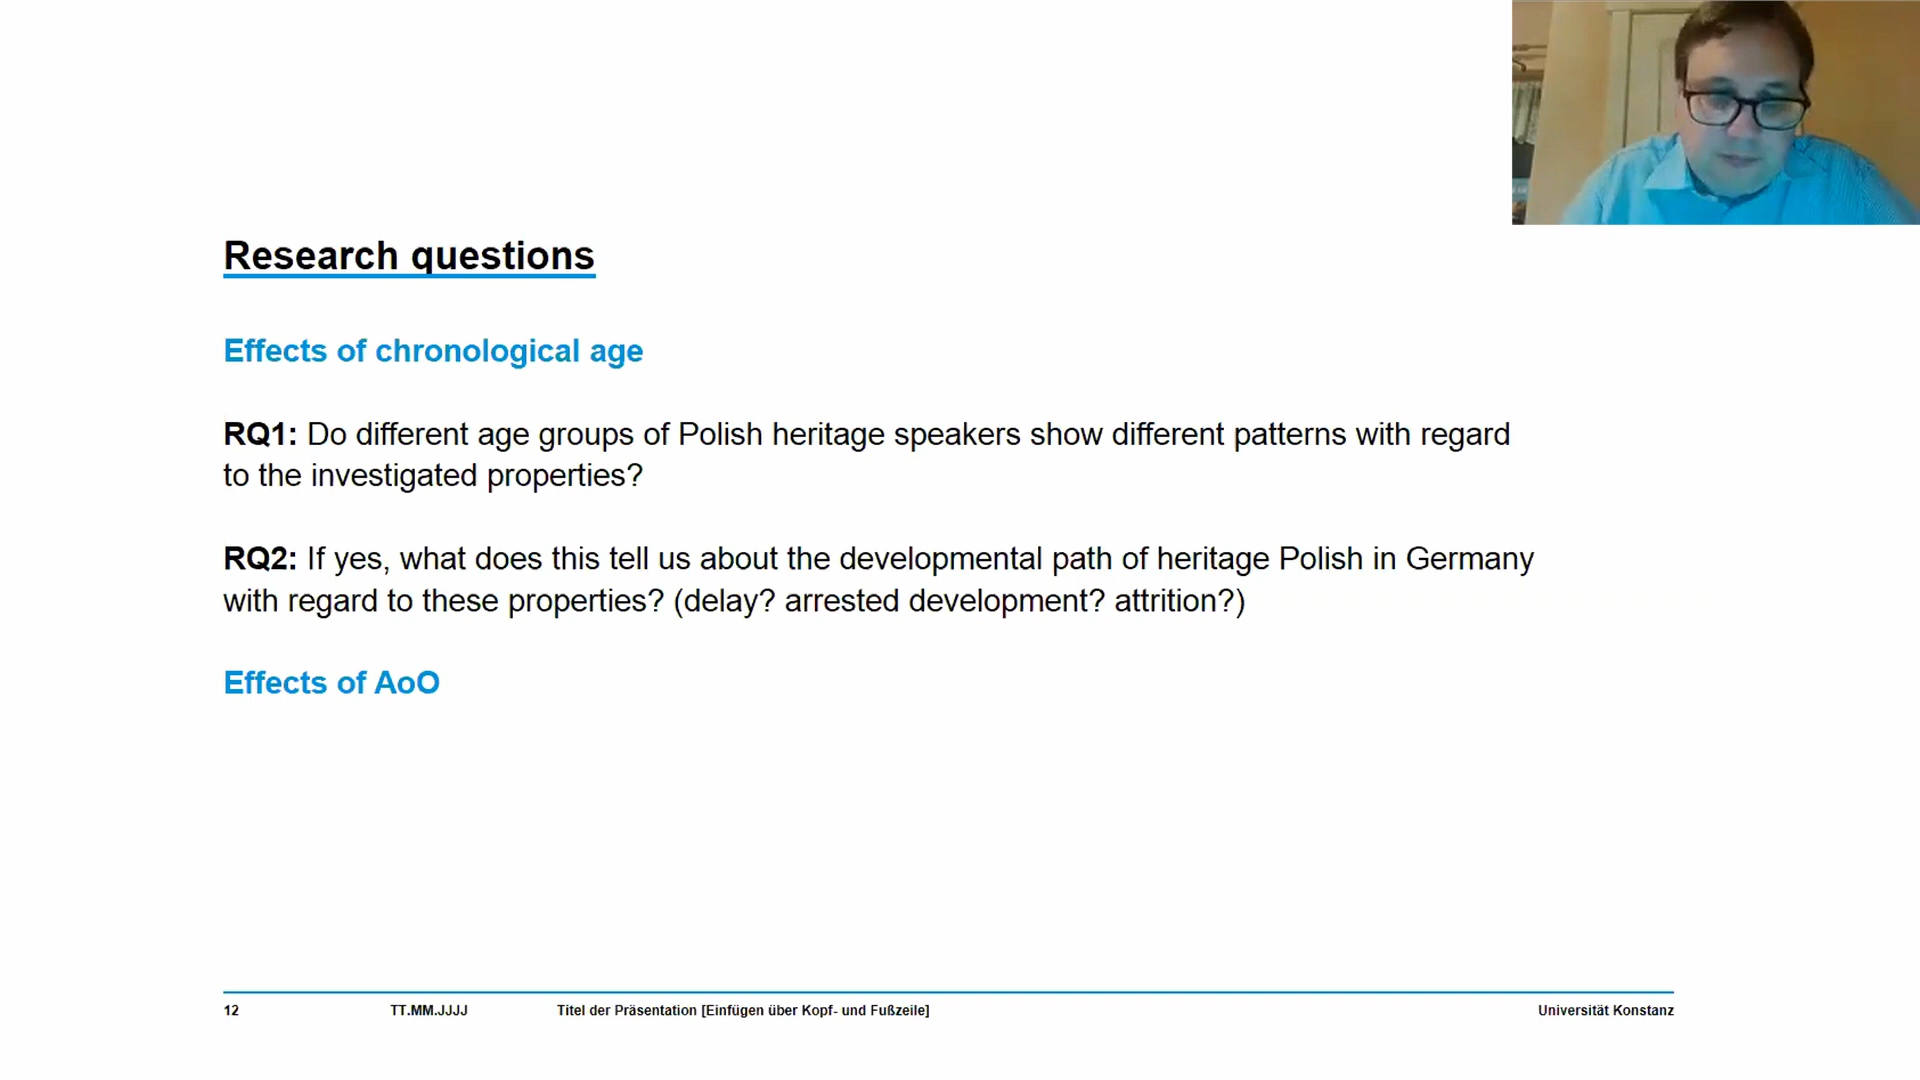 Research questions
Effects of chronological age
RQ1: Do different age groups of Polish heritage speakers show different patterns with regard
to the investigated properties?
RQ2: If yes, what does this tell us about the developmental path of heritage Polish in Germany
with regard to these properties? (delay? arrested development? attrition?)
Effects of AoO
12 TT.MM.JJJJ Titel der Präsentation [Einfügen über Kopf- und Fußzeile] Universität Konstanz